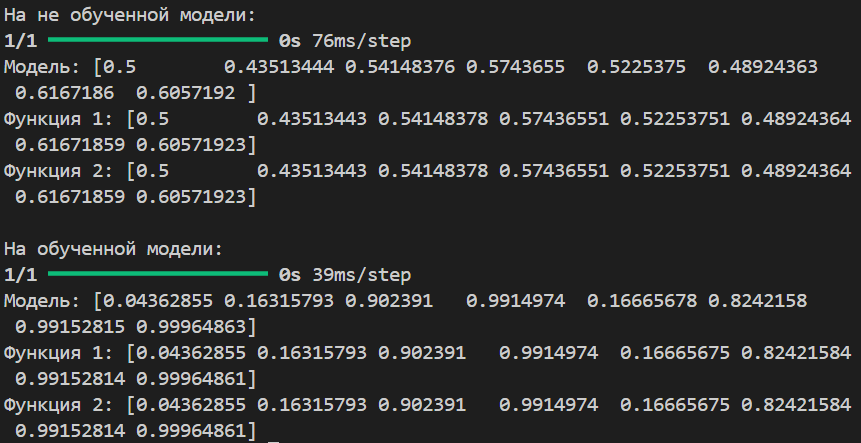 На не обученной модели:
1/1 ━━━━━━━━━━━━━━━━━━━━ 0s 76ms/step
Модель: [0.5        0.43513444 0.54148376 0.5743655  0.5225375  0.48924363
 0.6167186  0.6057192 ]
Функция 1: [0.5        0.43513443 0.54148378 0.57436551 0.52253751 0.48924364
 0.61671859 0.60571923]
Функция 2: [0.5        0.43513443 0.54148378 0.57436551 0.52253751 0.48924364
 0.61671859 0.60571923]

На обученной модели:
1/1 ━━━━━━━━━━━━━━━━━━━━ 0s 39ms/step
Модель: [0.04362855 0.16315793 0.902391   0.9914974  0.16665678 0.8242158
 0.99152815 0.99964863]
Функция 1: [0.04362855 0.16315793 0.902391   0.9914974  0.16665675 0.82421584
 0.99152814 0.99964861]
Функция 2: [0.04362855 0.16315793 0.902391   0.9914974  0.16665675 0.82421584
 0.99152814 0.99964861]